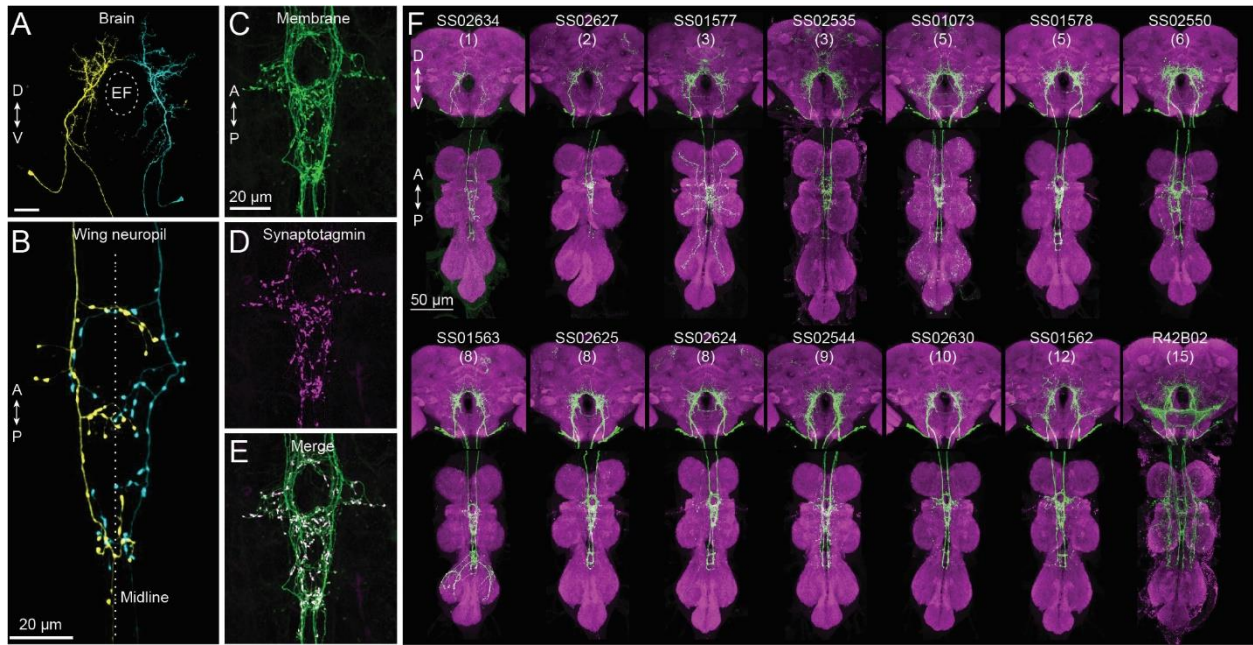 A
Brain
D
V
EF
B
Wing neuropil
A
P
Midline
20 µm
C
Membrane
A
P
20 µm
D
Synaptotagmin
E
Merge
F
SS02634
(1)
SS02627
(2)
SS01577
(3)
SS02535
(3)
SS01073
(5)
SS01578
(5)
SS02550
(6)
D
V
A
P
50 µm
SS01563
(8)
SS02625
(8)
SS02624
(8)
SS02544
(9)
SS02630
(10)
SS01562
(12)
R42B02
(15)